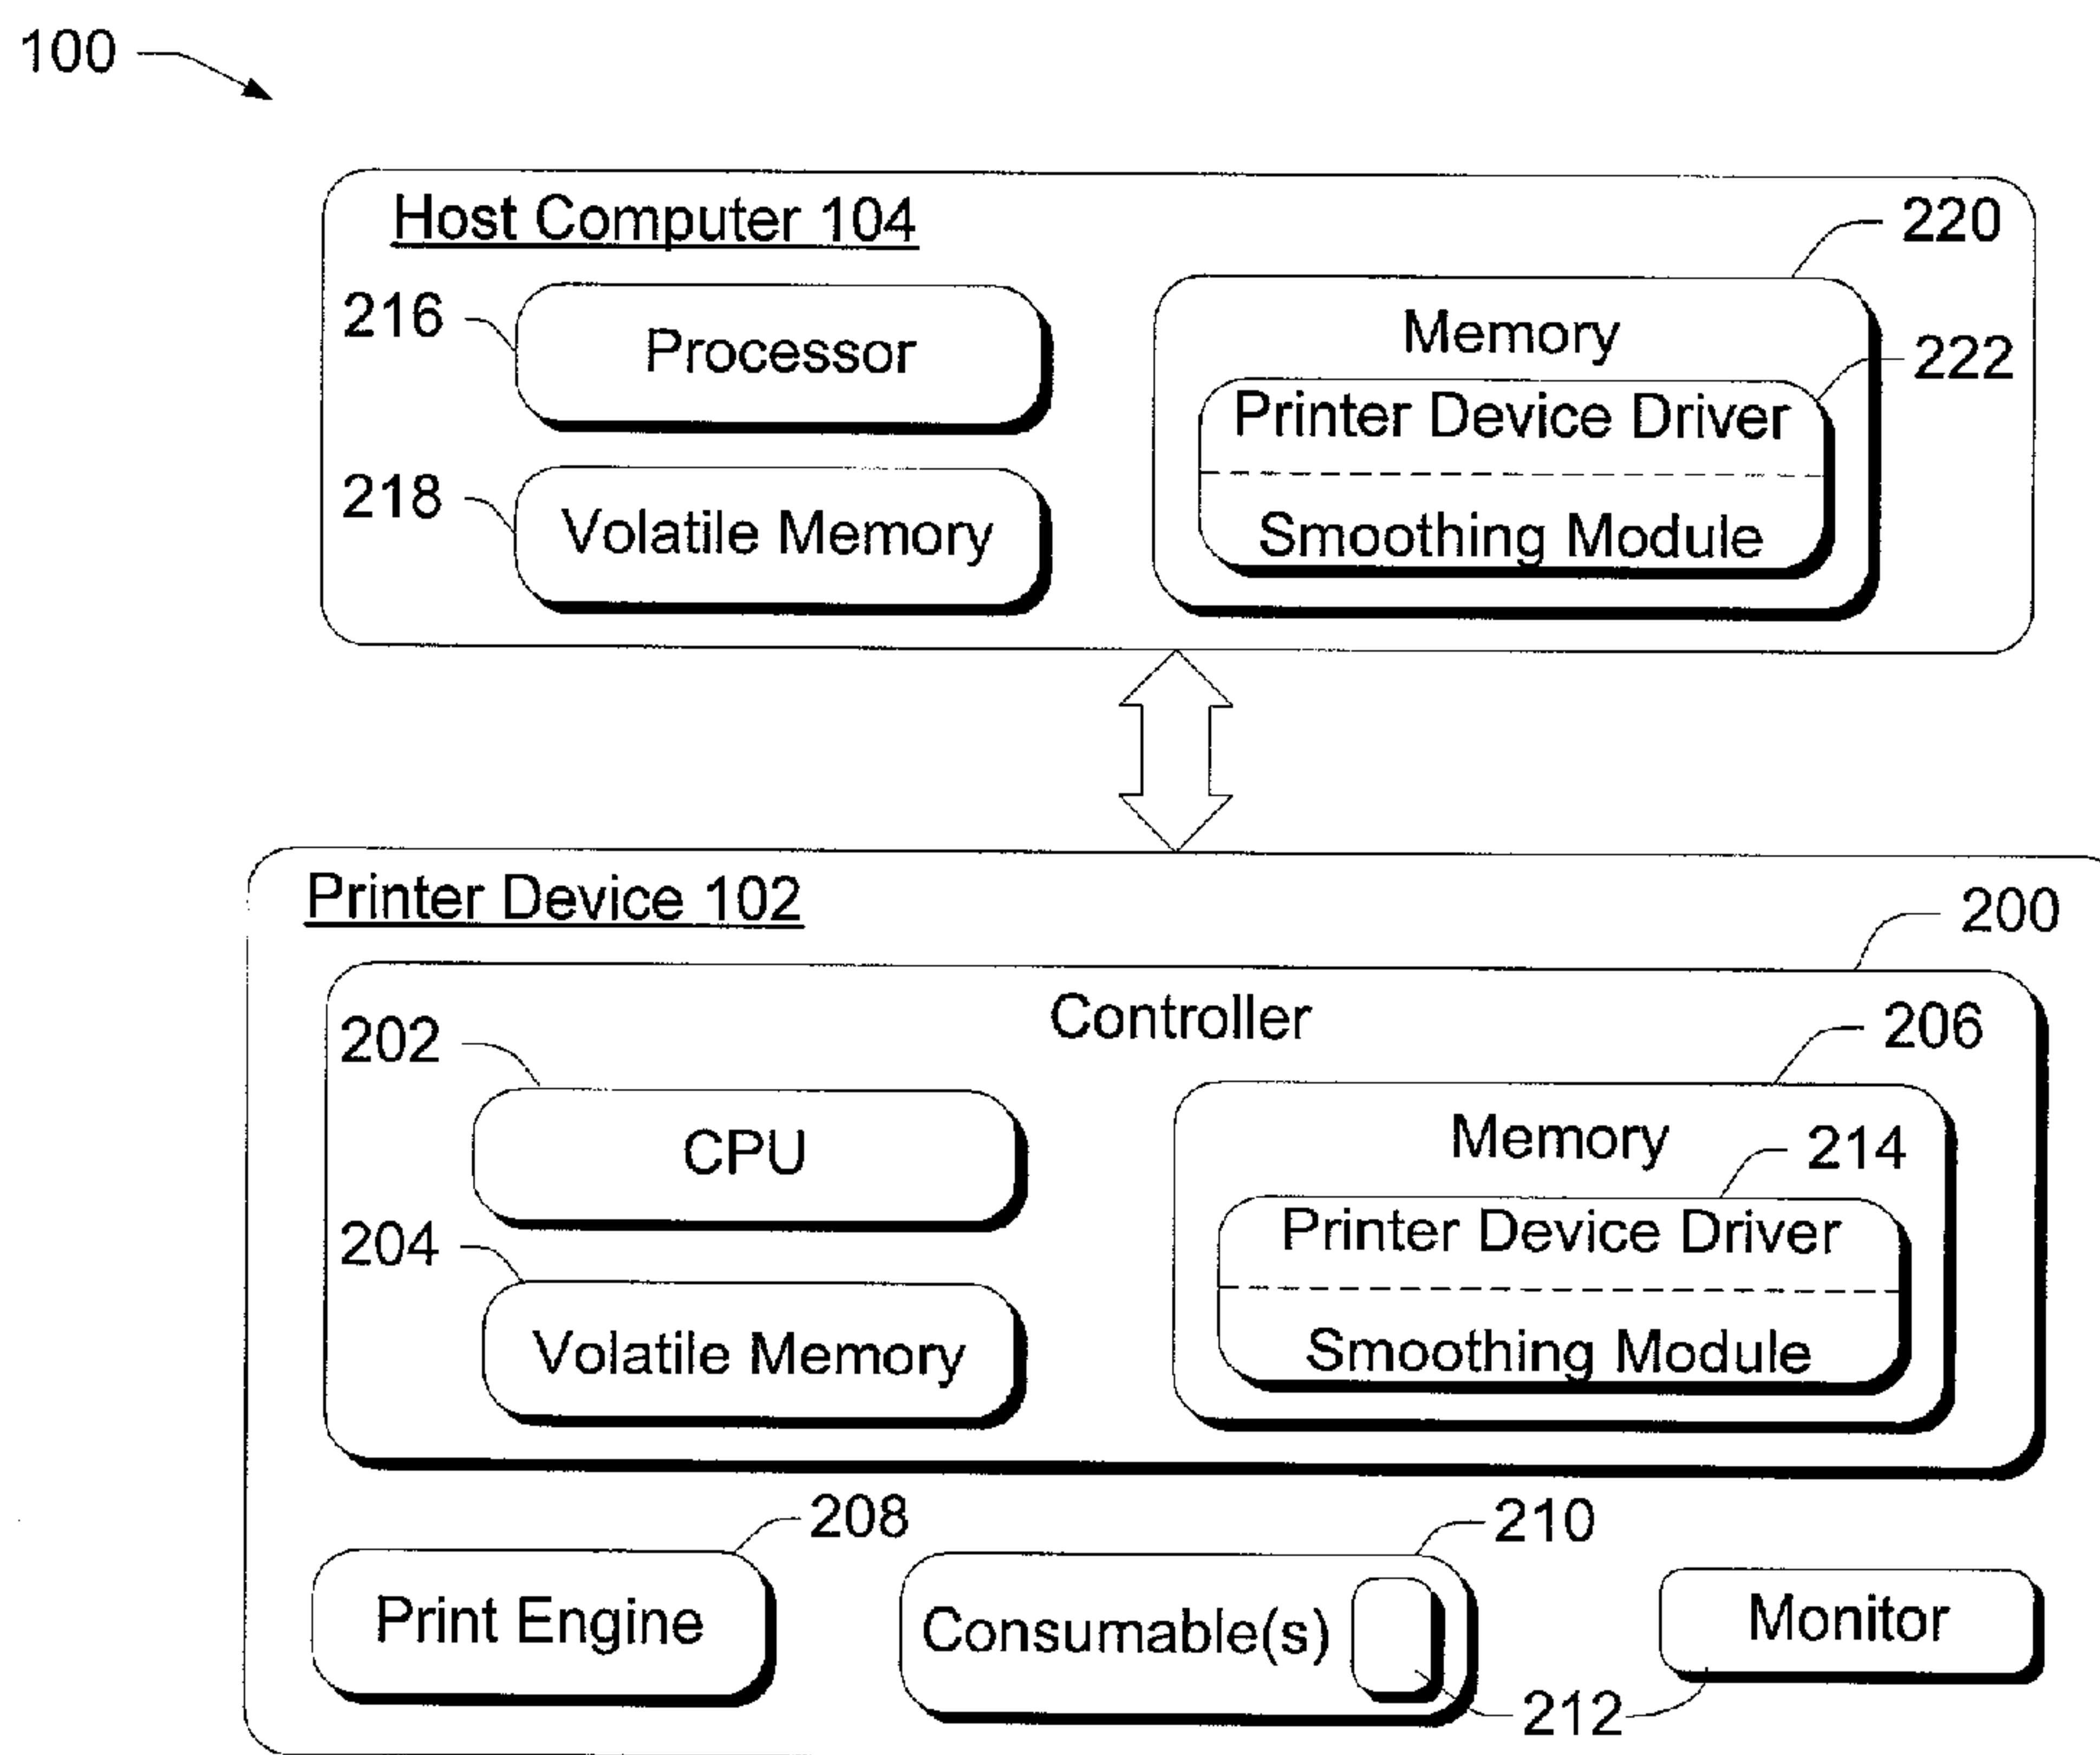 100
Host Computer 104
220
216
Processor
Memory
222
Printer Device Driver
218
Volatile Memory
Smoothing Module
Printer Device 102
200
Controller
202
206
CPU
Memory
214
Printer Device Driver
204
Volatile Memory
Smoothing Module
208
210
Print Engine
Consumable(s)
Monitor
212